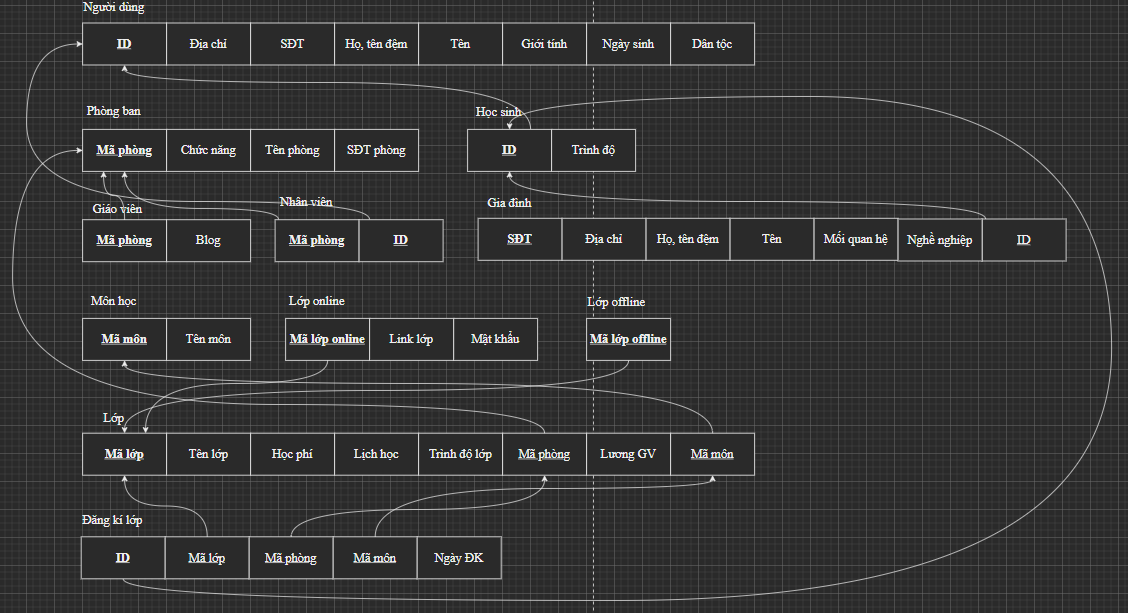 Người dùng
ID Địa chỉ SĐT Họ, tên đệm Tên Giới tính Ngày sinh Dân tộc
Phòng ban
Mã phòng Chức năng Tên phòng SĐT phòng
Học sinh
ID Trình độ
Giáo viên
Mã phòng Blog
Nhân viên
Mã phòng ID
Gia đình
SĐT Địa chỉ Họ, tên đệm Tên Mối quan hệ Nghề nghiệp ID
Môn học
Mã môn Tên môn
Lớp online
Mã lớp online Link lớp Mật khẩu
Lớp offline
Mã lớp offline
Lớp
Mã lớp Tên lớp Học phí Lịch học Trình độ lớp Mã phòng Lương GV Mã môn
Đăng kí lớp
ID Mã lớp Mã phòng Mã môn Ngày ĐK